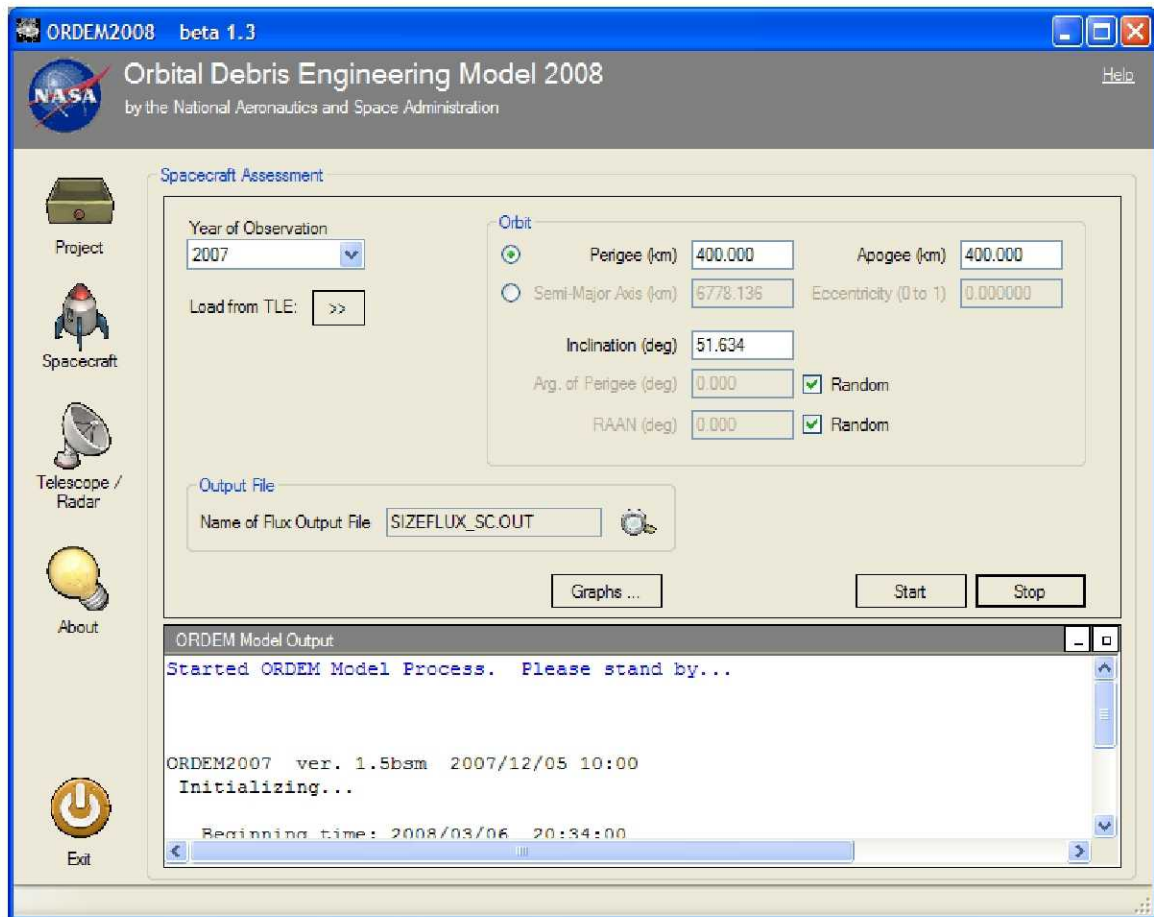 ORDEM2008 beta 1.3
NASA
Orbital Debris Engineering Model 2008
Help
by the National Aeronautics and Space Administration
Project
Spacecraft
Telescope /
Radar
About
Exit
Spacecraft Assessment
Year of Observation
2007
Load from TLE: >>
Orbit
Perigee (km) 400.000 Apogee (km) 400.000
Semi-Major Axis (km) 6778.136 Eccentricity (0 to 1) 0.000000
Inclination (deg) 51.634
Arg. of Perigee (deg) 0.000 Random
RAAN (deg) 0.000 Random
Output File
Name of Flux Output File SIZEFLUX_SC.OUT
Graphs ... Start Stop
ORDEM Model Output
Started ORDEM Model Process. Please stand by...
ORDEM2007 ver. 1.5bsm 2007/12/05 10:00
Initializing...
Beginning time: 2008/03/06 20:34:00